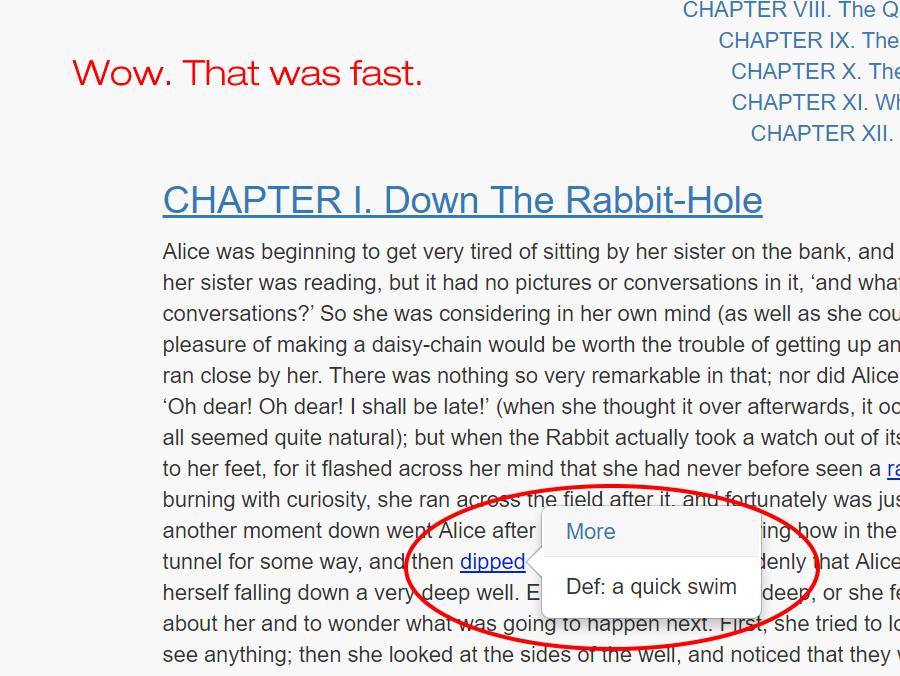 CHAPTER VIII. The Q
CHAPTER IX. The
Wow. That was fast.
CHAPTER X. The
CHAPTER XI. Wh
CHAPTER XII.
CHAPTER I. Down The Rabbit-Hole
Alice was beginning to get very tired of sitting by her sister on the bank, and
her sister was reading, but it had no pictures or conversations in it, ‘and what
conversations?’ So she was considering in her own mind (as well as she cou
pleasure of making a daisy-chain would be worth the trouble of getting up an
ran close by her. There was nothing so very remarkable in that; nor did Alice
‘Oh dear! Oh dear! I shall be late!’ (when she thought it over afterwards, it oc
all seemed quite natural); but when the Rabbit actually took a watch out of its
to her feet, for it flashed across her mind that she had never before seen a ra
burning with curiosity, she ran across the field after it, and fortunately was jus
another moment down went Alice after
More
ring how in the
tunnel for some way, and then dipped
denly that Alice
Def: a quick swim
herself falling down a very deep well. E
deep, or she fe
about her and to wonder what was going to happen next. First, she tried to lo
see anything; then she looked at the sides of the well, and noticed that they w